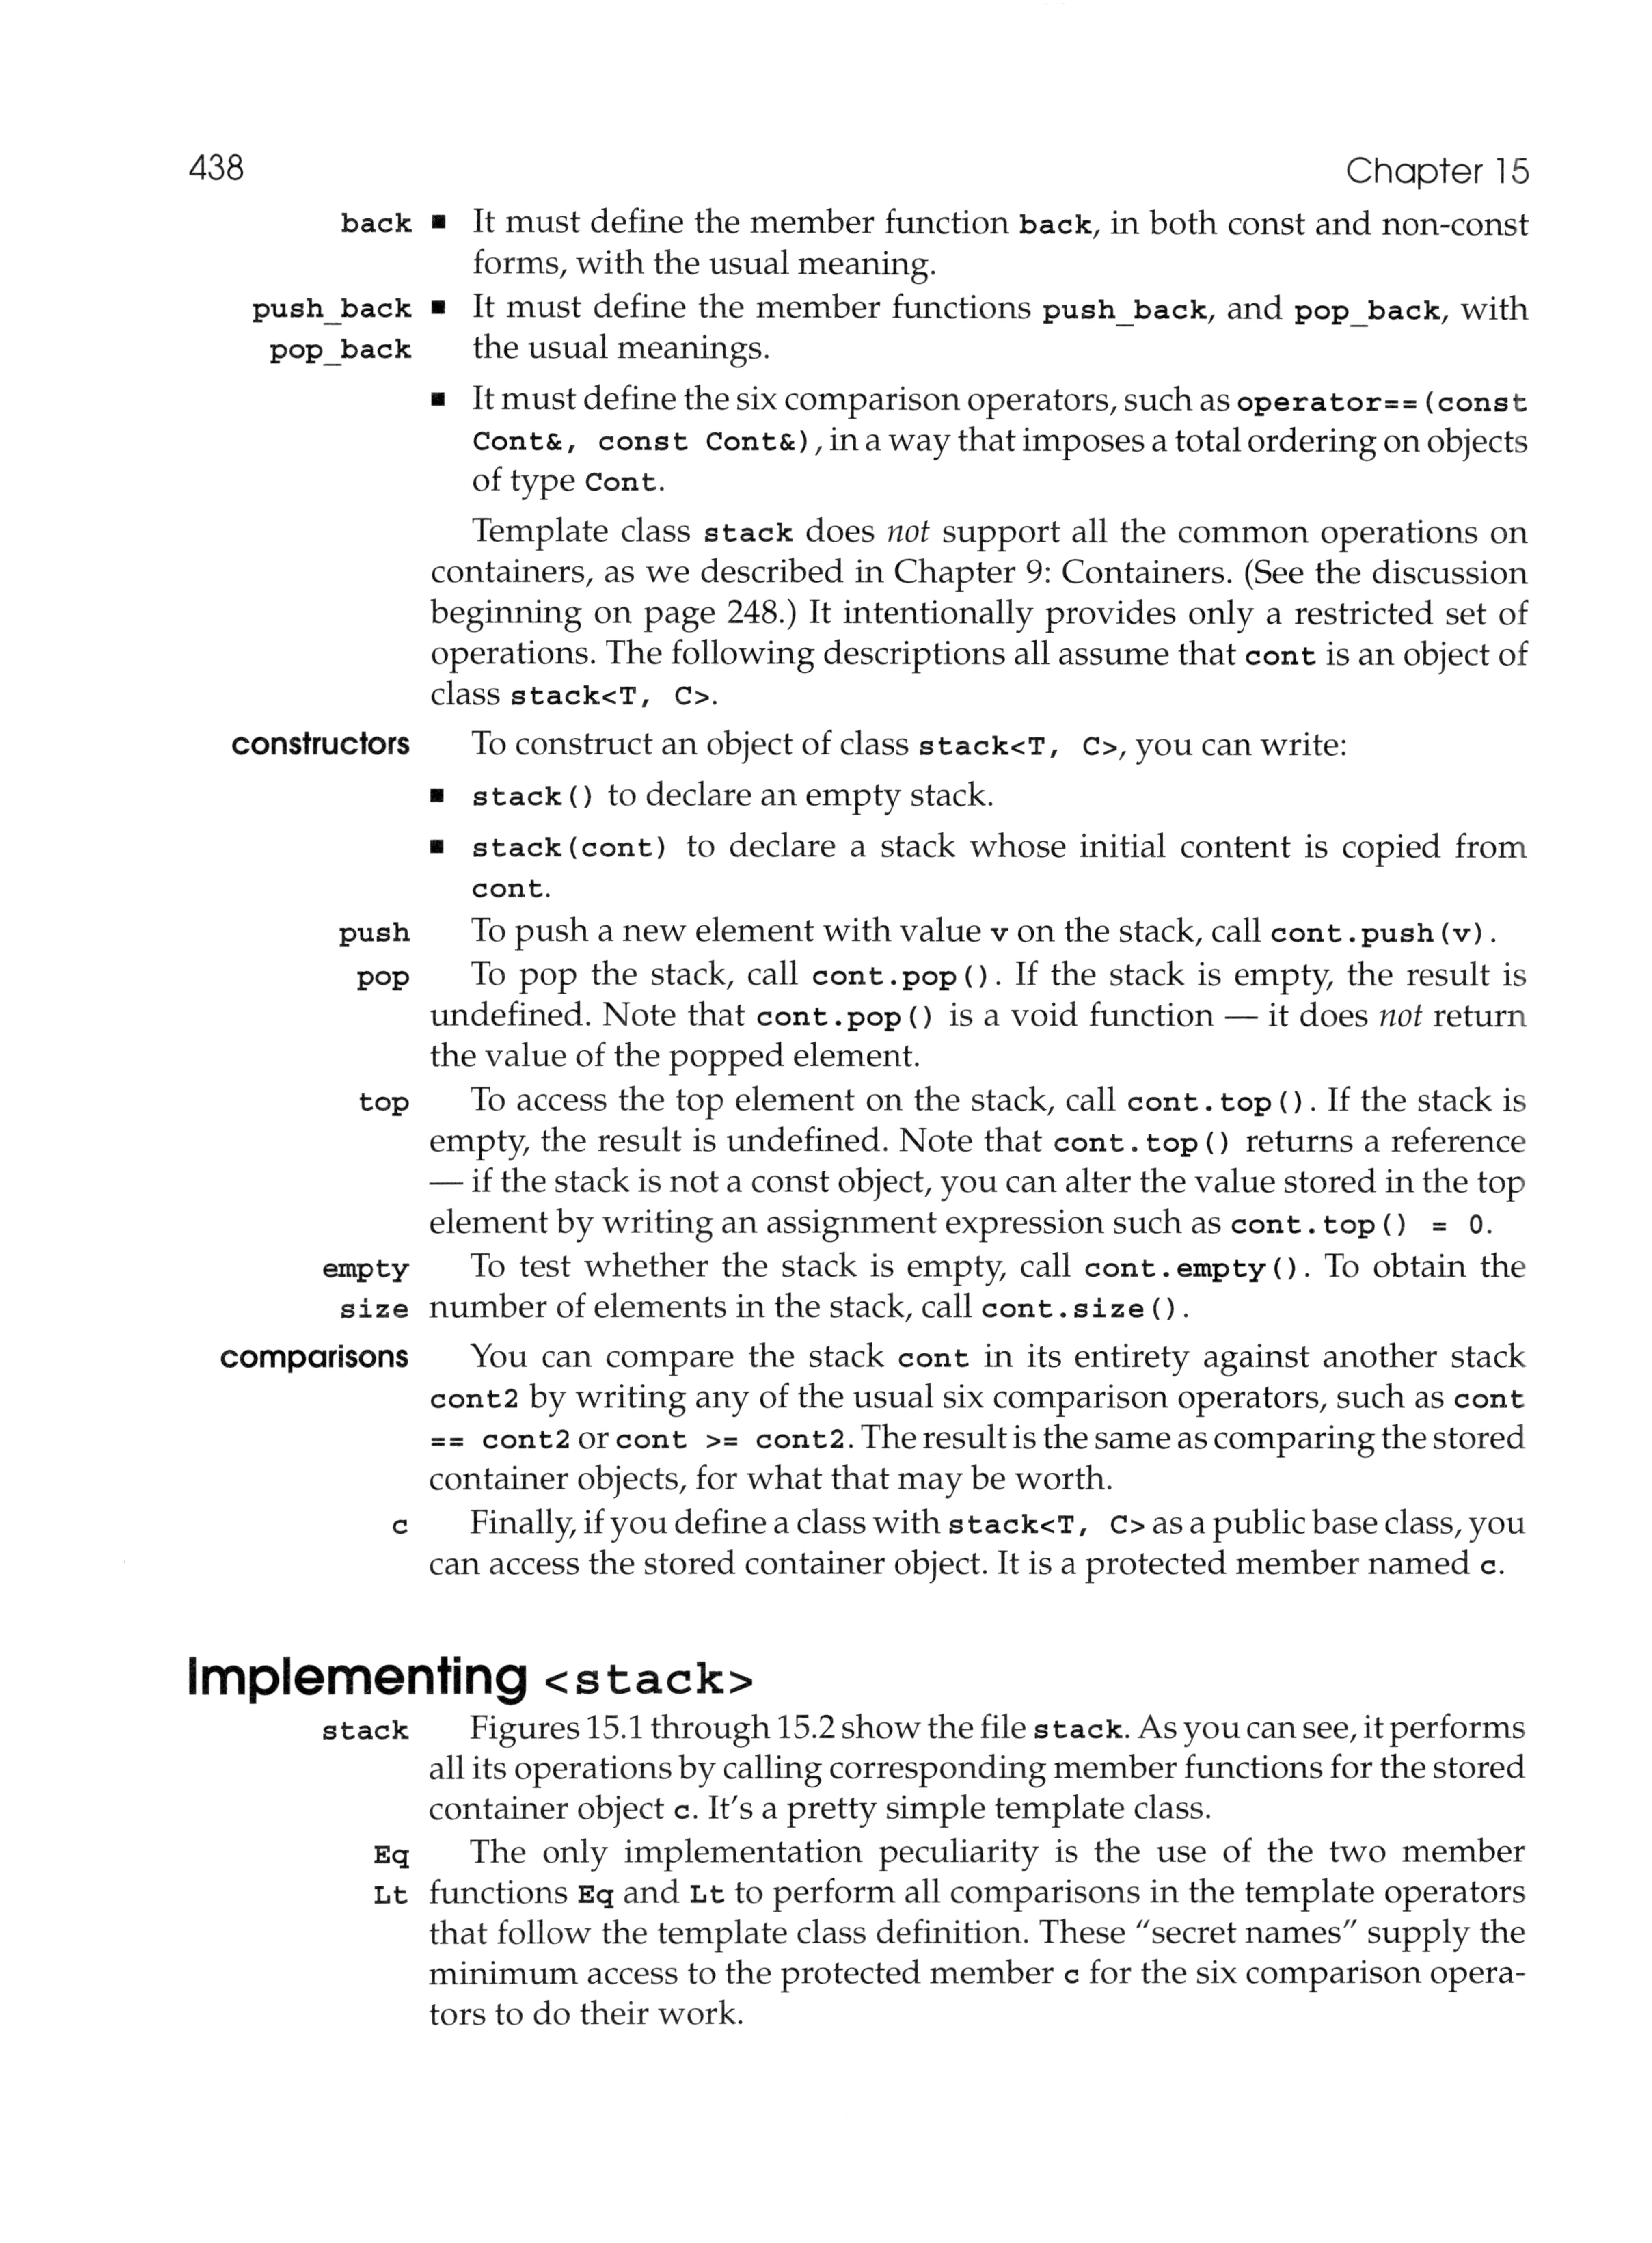 438 Chapter 15
back ■ It must define the member function back, in both const and non-const
forms, with the usual meaning.
push_back ■ It must define the member functions push_back, and pop_back, with
pop_back the usual meanings.
■ It must define the six comparison operators, such as operator==(const
Cont&, const Cont&), in a way that imposes a total ordering on objects
of type Cont.
Template class stack does not support all the common operations on
containers, as we described in Chapter 9: Containers. (See the discussion
beginning on page 248.) It intentionally provides only a restricted set of
operations. The following descriptions all assume that cont is an object of
class stack<T, C>.
constructors To construct an object of class stack<T, C>, you can write:
■ stack() to declare an empty stack.
■ stack(cont) to declare a stack whose initial content is copied from
cont.
push To push a new element with value v on the stack, call cont.push(v).
pop To pop the stack, call cont.pop(). If the stack is empty, the result is
undefined. Note that cont.pop() is a void function — it does not return
the value of the popped element.
top To access the top element on the stack, call cont.top(). If the stack is
empty, the result is undefined. Note that cont.top() returns a reference
— if the stack is not a const object, you can alter the value stored in the top
element by writing an assignment expression such as cont.top() = 0.
empty To test whether the stack is empty, call cont.empty(). To obtain the
size number of elements in the stack, call cont.size().
comparisons You can compare the stack cont in its entirety against another stack
cont2 by writing any of the usual six comparison operators, such as cont
== cont2 or cont >= cont2. The result is the same as comparing the stored
container objects, for what that may be worth.
c Finally, if you define a class with stack<T, C> as a public base class, you
can access the stored container object. It is a protected member named c.
Implementing <stack>
stack Figures 15.1 through 15.2 show the file stack. As you can see, it performs
all its operations by calling corresponding member functions for the stored
container object c. It's a pretty simple template class.
Eq The only implementation peculiarity is the use of the two member
Lt functions Eq and Lt to perform all comparisons in the template operators
that follow the template class definition. These "secret names" supply the
minimum access to the protected member c for the six comparison opera-
tors to do their work.